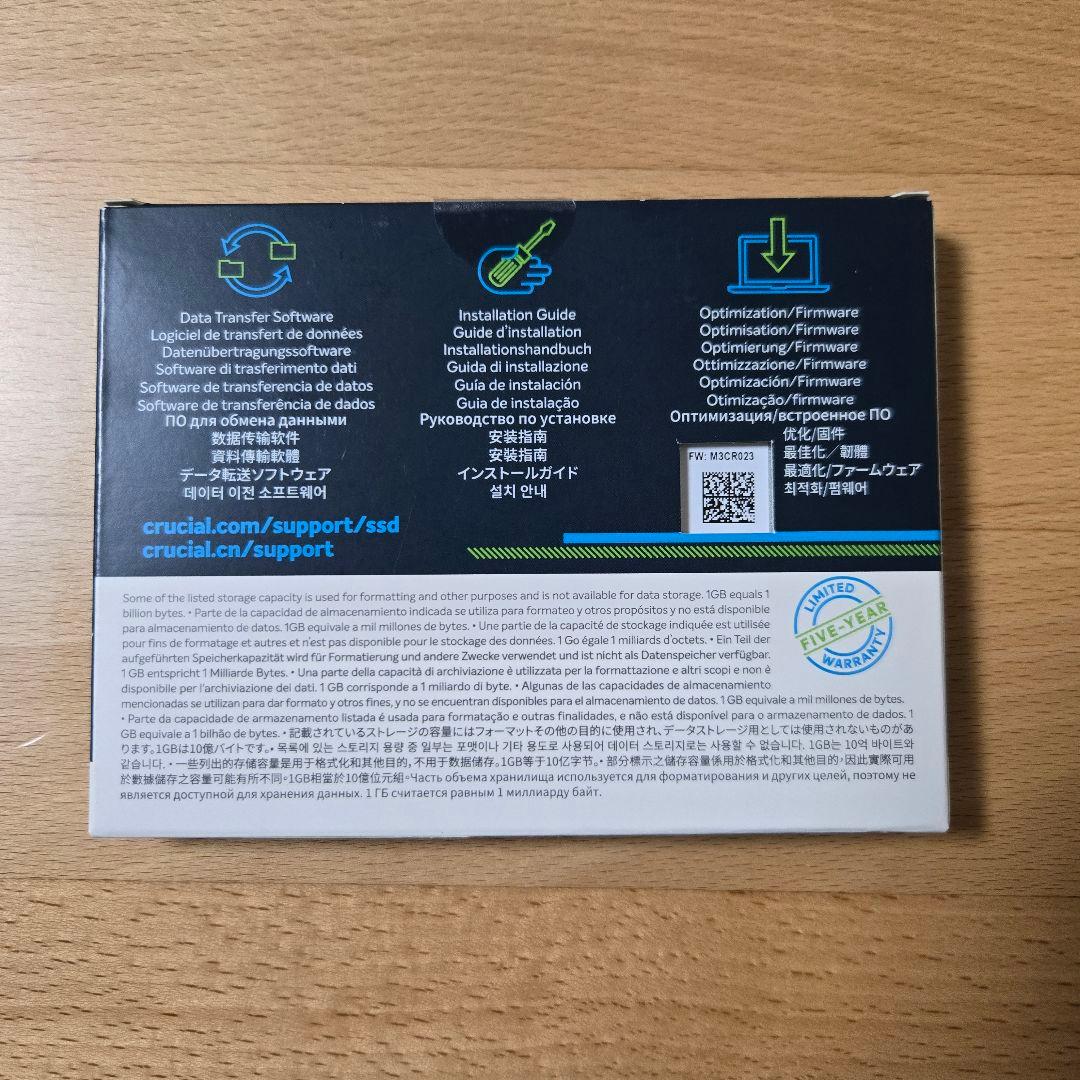 Data Transfer Software
Logiciel de transfert de données
Datenübertragungssoftware
Software di trasferimento dati
Software de transferencia de datos
Software de transferência de dados
ПО для обмена данными
数据传输软件
資料傳輸軟體
データ転送ソフトウェア
데이터 이전 소프트웨어
crucial.com/support/ssd
crucial.cn/support
Installation Guide
Guide d'installation
Installationshandbuch
Guida di installazione
Guía de instalación
Guia de instalação
Руководство по установке
安装指南
安裝指南
インストールガイド
설치 안내
Optimization/Firmware
Optimisation/Firmware
Optimierung/Firmware
Ottimizzazione/Firmware
Optimización/Firmware
Otimização/firmware
Оптимизация/встроенное ПО
优化/固件
最佳化／韌體
最適化/ファームウェア
최적화/펌웨어
FW: M3CR023
Some of the listed storage capacity is used for formatting and other purposes and is not available for data storage. 1GB equals 1
billion bytes. • Parte de la capacidad de almacenamiento indicada se utiliza para formateo y otros propósitos y no está disponible
para almacenamiento de datos. 1GB equivale a mil millones de bytes. • Une partie de la capacité de stockage indiquée est utilisée
pour fins de formatage et autres et n'est pas disponible pour le stockage des données. 1 Go égale 1 milliards d'octets. • Ein Teil der
aufgeführten Speicherkapazität wird für Formatierung und andere Zwecke verwendet und ist nicht als Datenspeicher verfügbar.
1 GB entspricht 1 Milliarde Bytes. • Una parte della capacità di archiviazione è utilizzata per la formattazione e altri scopi e non è
disponibile per l'archiviazione dei dati. 1 GB corrisponde a 1 miliardo di byte. • Algunas de las capacidades de almacenamiento
mencionadas se utilizan para dar formato y otros fines, y no se encuentran disponibles para el almacenamiento de datos. 1 GB equivale a mil millones de bytes.
• Parte da capacidade de armazenamento listada é usada para formatação e outras finalidades, e não está disponível para o armazenamento de dados. 1
GB equivale a 1 bilhão de bytes. • 記載されているストレージの容量にはフォーマットその他の目的に使用され、データストレージ用としては使用されないものがあ
ります。1GBは10億バイトです。• 목록에 있는 스토리지 용량 중 일부는 포맷이나 기타 용도로 사용되어 데이터 스토리지로는 사용할 수 없습니다. 1GB는 10억 바이트와
같습니다. • 一些列出的存储容量是用于格式化和其他目的，不用于数据储存。1GB等于10亿字节。• 部分標示之儲存容量係用於格式化和其他目的，因此實際可用
於數據儲存之容量可能有所不同。1GB相當於10億位元組。•Часть объема хранилища используется для форматирования и других целей, поэтому не
является доступной для хранения данных. 1 ГБ считается равным 1 миллиарду байт.
LIMITED
FIVE-YEAR
WARRANTY